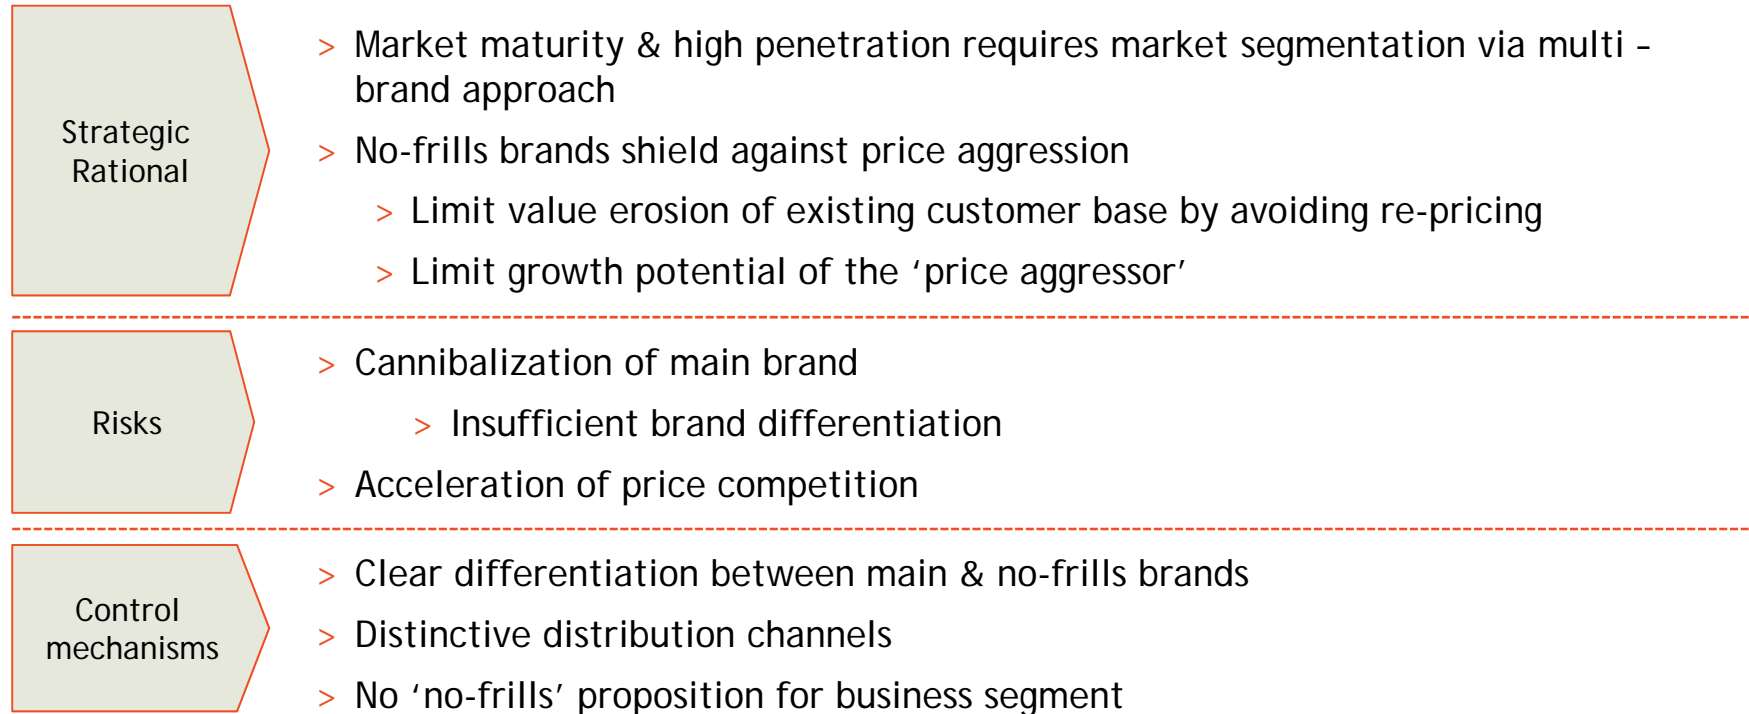 Strategic
Rational
> Market maturity & high penetration requires market segmentation via multi –
brand approach
> No-frills brands shield against price aggression
> Limit value erosion of existing customer base by avoiding re-pricing
> Limit growth potential of the ‘price aggressor’
Risks
> Cannibalization of main brand
> Insufficient brand differentiation
> Acceleration of price competition
Control
mechanisms
> Clear differentiation between main & no-frills brands
> Distinctive distribution channels
> No ‘no-frills’ proposition for business segment